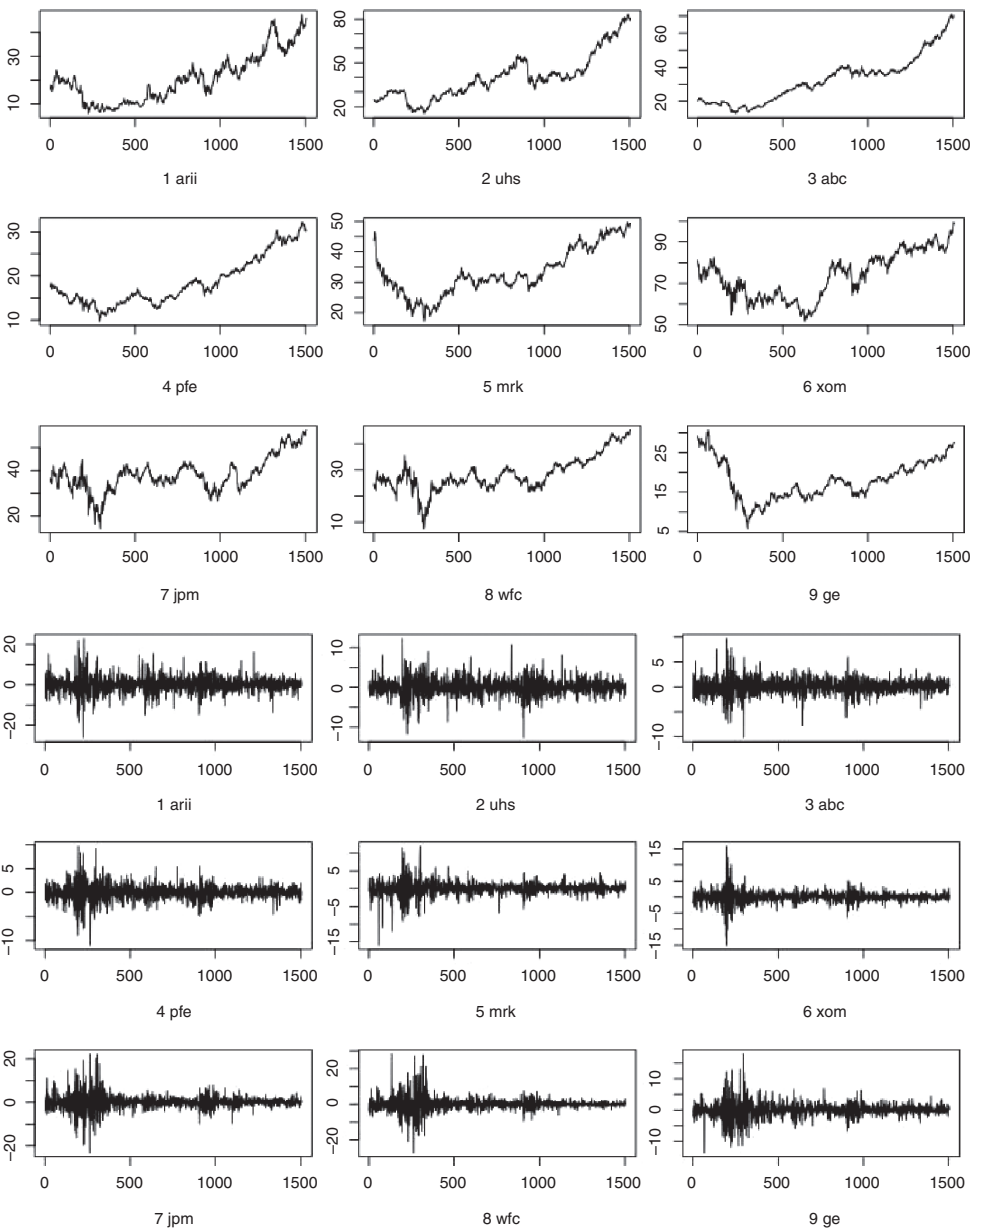 10 30
20 50 80
20 40 60
0 500 1000 1500
0 500 1000 1500
0 500 1000 1500
1 arii
2 uhs
3 abc
10 20 30
20 30 40 50
50 70 90
0 500 1000 1500
0 500 1000 1500
0 500 1000 1500
4 pfe
5 mrk
6 xom
20 40
10 30
5 15 25
0 500 1000 1500
0 500 1000 1500
0 500 1000 1500
7 jpm
8 wfc
9 ge
−20 0 20
−10 0 10
−10 0 5
0 500 1000 1500
0 500 1000 1500
0 500 1000 1500
1 arii
2 uhs
3 abc
−10 0 5
−15 −5 5
−15 −5 5 15
0 500 1000 1500
0 500 1000 1500
0 500 1000 1500
4 pfe
5 mrk
6 xom
−20 0 20
−20 0 20
−10 0 10
0 500 1000 1500
0 500 1000 1500
0 500 1000 1500
7 jpm
8 wfc
9 ge